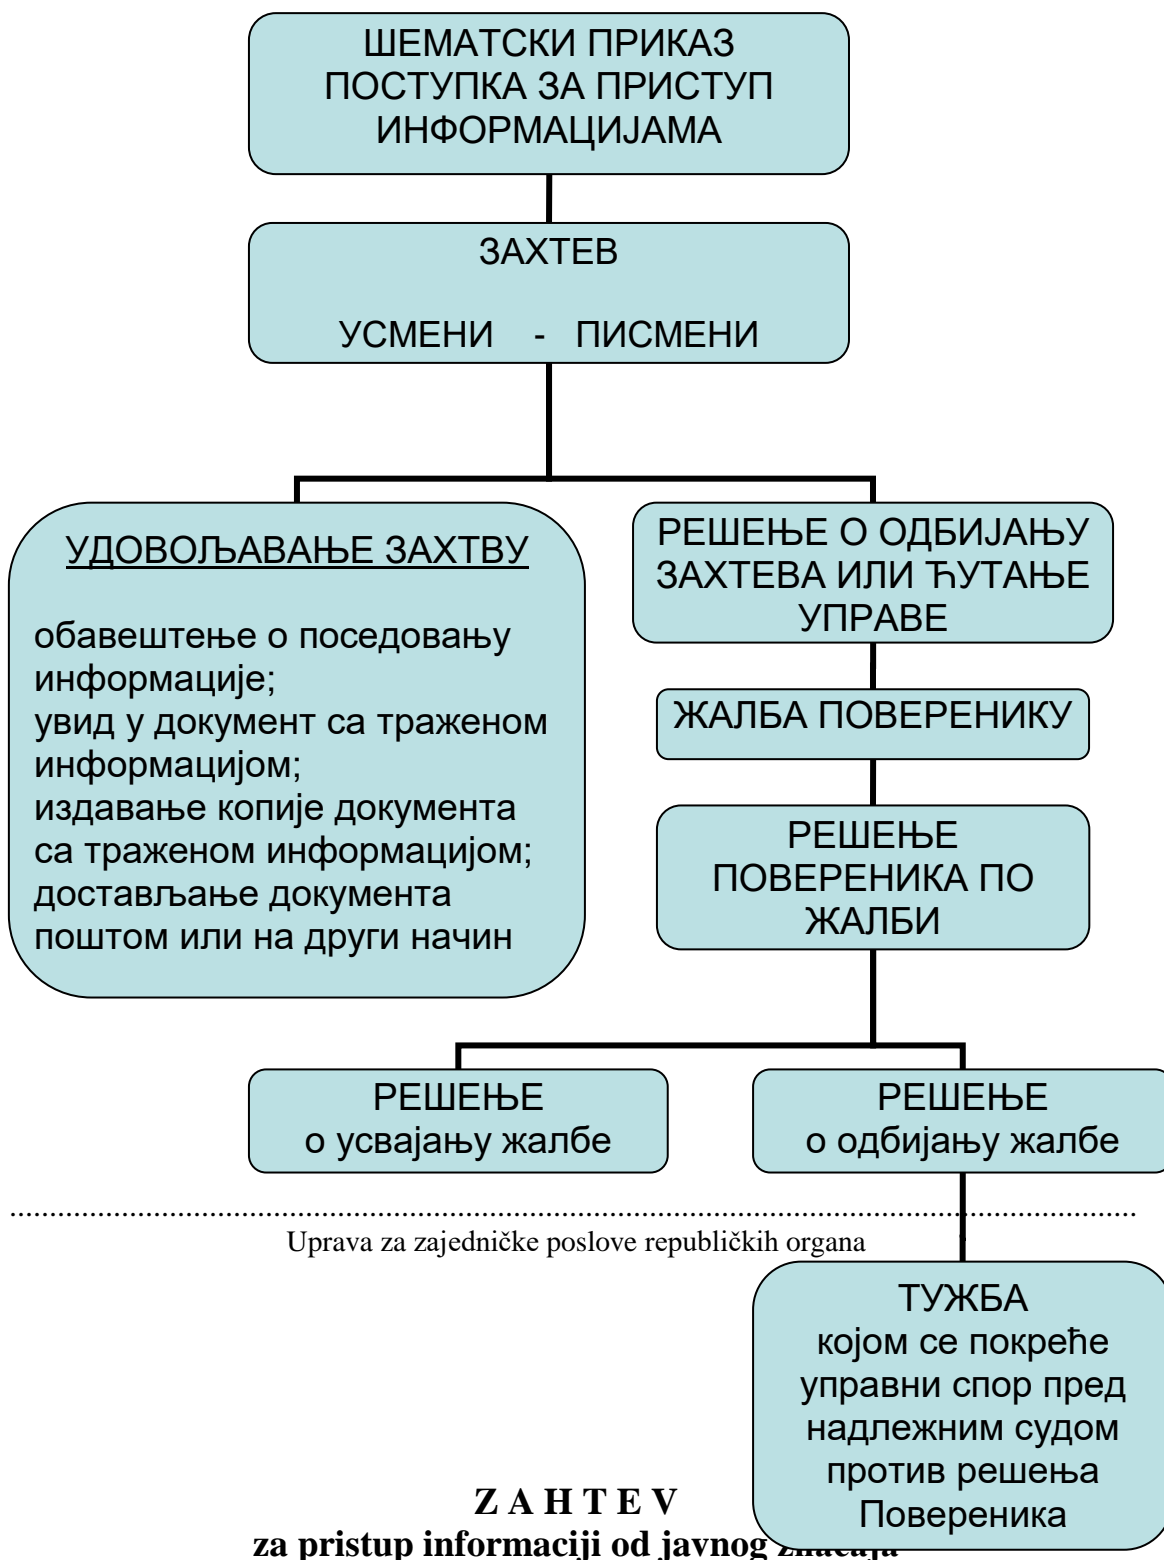 ШЕМАТСКИ ПРИКАЗ
ПОСТУПКА ЗА ПРИСТУП
ИНФОРМАЦИЈАМА
ЗАХТЕВ
УСМЕНИ - ПИСМЕНИ
УДОВОЉАВАЊЕ ЗАХТВУ
обавештење о поседовању
информације;
увид у документ са траженом
информацијом;
издавање копије документа
са траженом информацијом;
достављање документа
поштом или на други начин
РЕШЕЊЕ О ОДБИЈАЊУ
ЗАХТЕВА ИЛИ ЋУТАЊЕ
УПРАВЕ
ЖАЛБА ПОВЕРЕНИКУ
РЕШЕЊЕ
ПОВЕРЕНИКА ПО
ЖАЛБИ
РЕШЕЊЕ
о усвајању жалбе
РЕШЕЊЕ
о одбијању жалбе
Uprava za zajedničke poslove republičkih organa
ТУЖБА
којом се покреће
управни спор пред
надлежним судом
против решења
Повереника
Z A H T E V
za pristup informaciji od javnog značaja